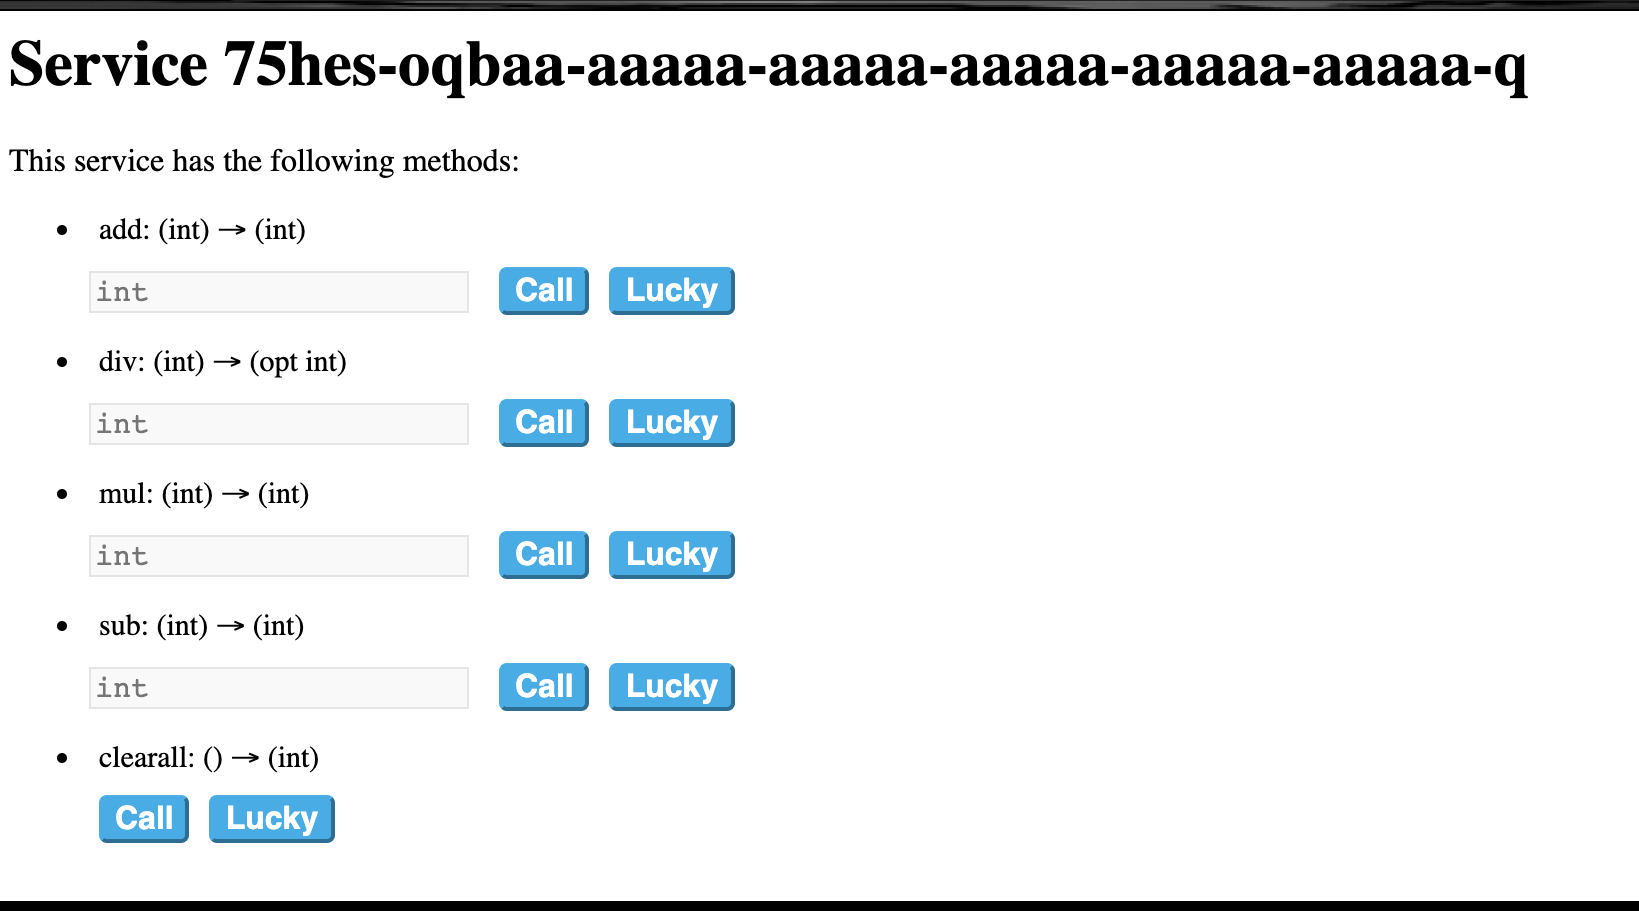 Service 75hes-oqbaa-aaaaa-aaaaa-aaaaa-aaaaa-aaaaa-q
This service has the following methods:
• add: (int) → (int)
int Call Lucky
• div: (int) → (opt int)
int Call Lucky
• mul: (int) → (int)
int Call Lucky
• sub: (int) → (int)
int Call Lucky
• clearall: () → (int)
Call Lucky